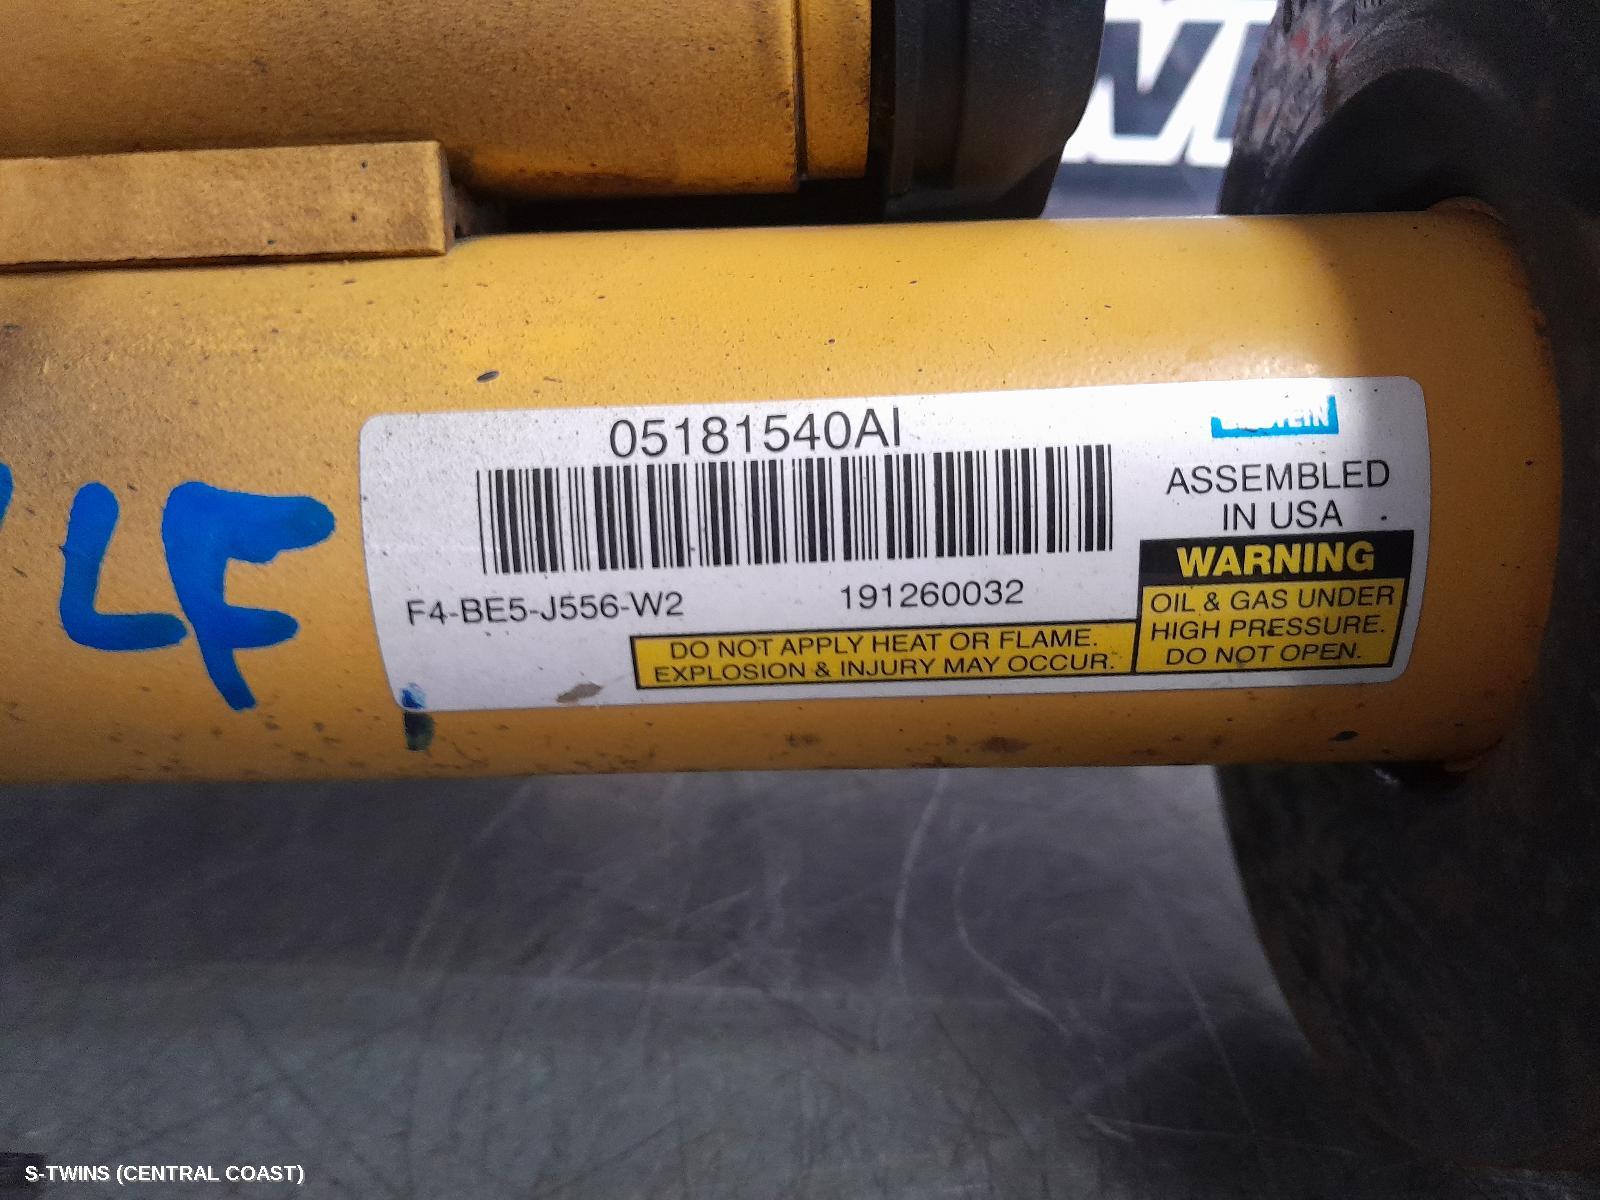 05181540AI
ASSEMBLED
IN USA
F4-BE5-J556-W2
191260032
WARNING
OIL & GAS UNDER
HIGH PRESSURE.
DO NOT OPEN.
DO NOT APPLY HEAT OR FLAME.
EXPLOSION & INJURY MAY OCCUR.
LF
S-TWINS (CENTRAL COAST)